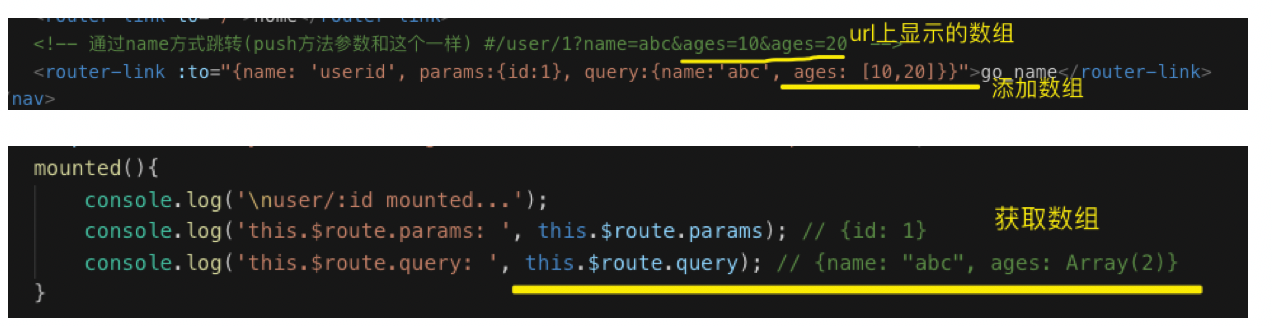 <router-link to="/">home</router-link>
<!-- 通过name方式跳转(push方法参数和这个一样) #/user/1?name=abc&ages=10&ages=20 -->
url上显示的数组
<router-link :to="{name: 'userid', params:{id:1}, query:{name:'abc', ages: [10,20]}}">go name</router-link>
添加数组
nav>
mounted(){
console.log('\nuser/:id mounted...');
console.log('this.$route.params: ', this.$route.params); // {id: 1}
获取数组
console.log('this.$route.query: ', this.$route.query); // {name: "abc", ages: Array(2)}
}